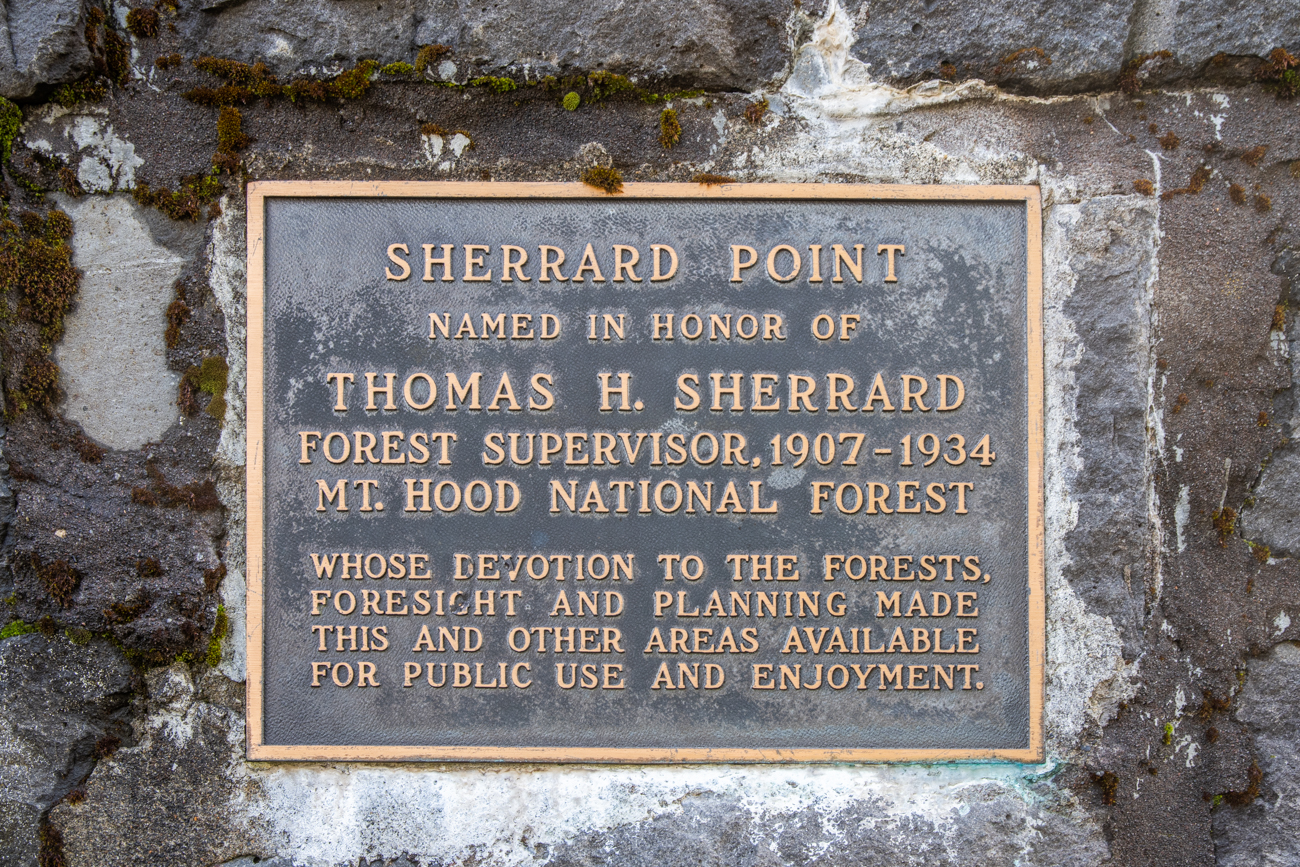 SHERRARD POINT
NAMED IN HONOR OF
THOMAS H. SHERRARD
FOREST SUPERVISOR, 1907-1934
MT. HOOD NATIONAL FOREST
WHOSE DEVOTION TO THE FORESTS,
FORESIGHT AND PLANNING MADE
THIS AND OTHER AREAS AVAILABLE
FOR PUBLIC USE AND ENJOYMENT.